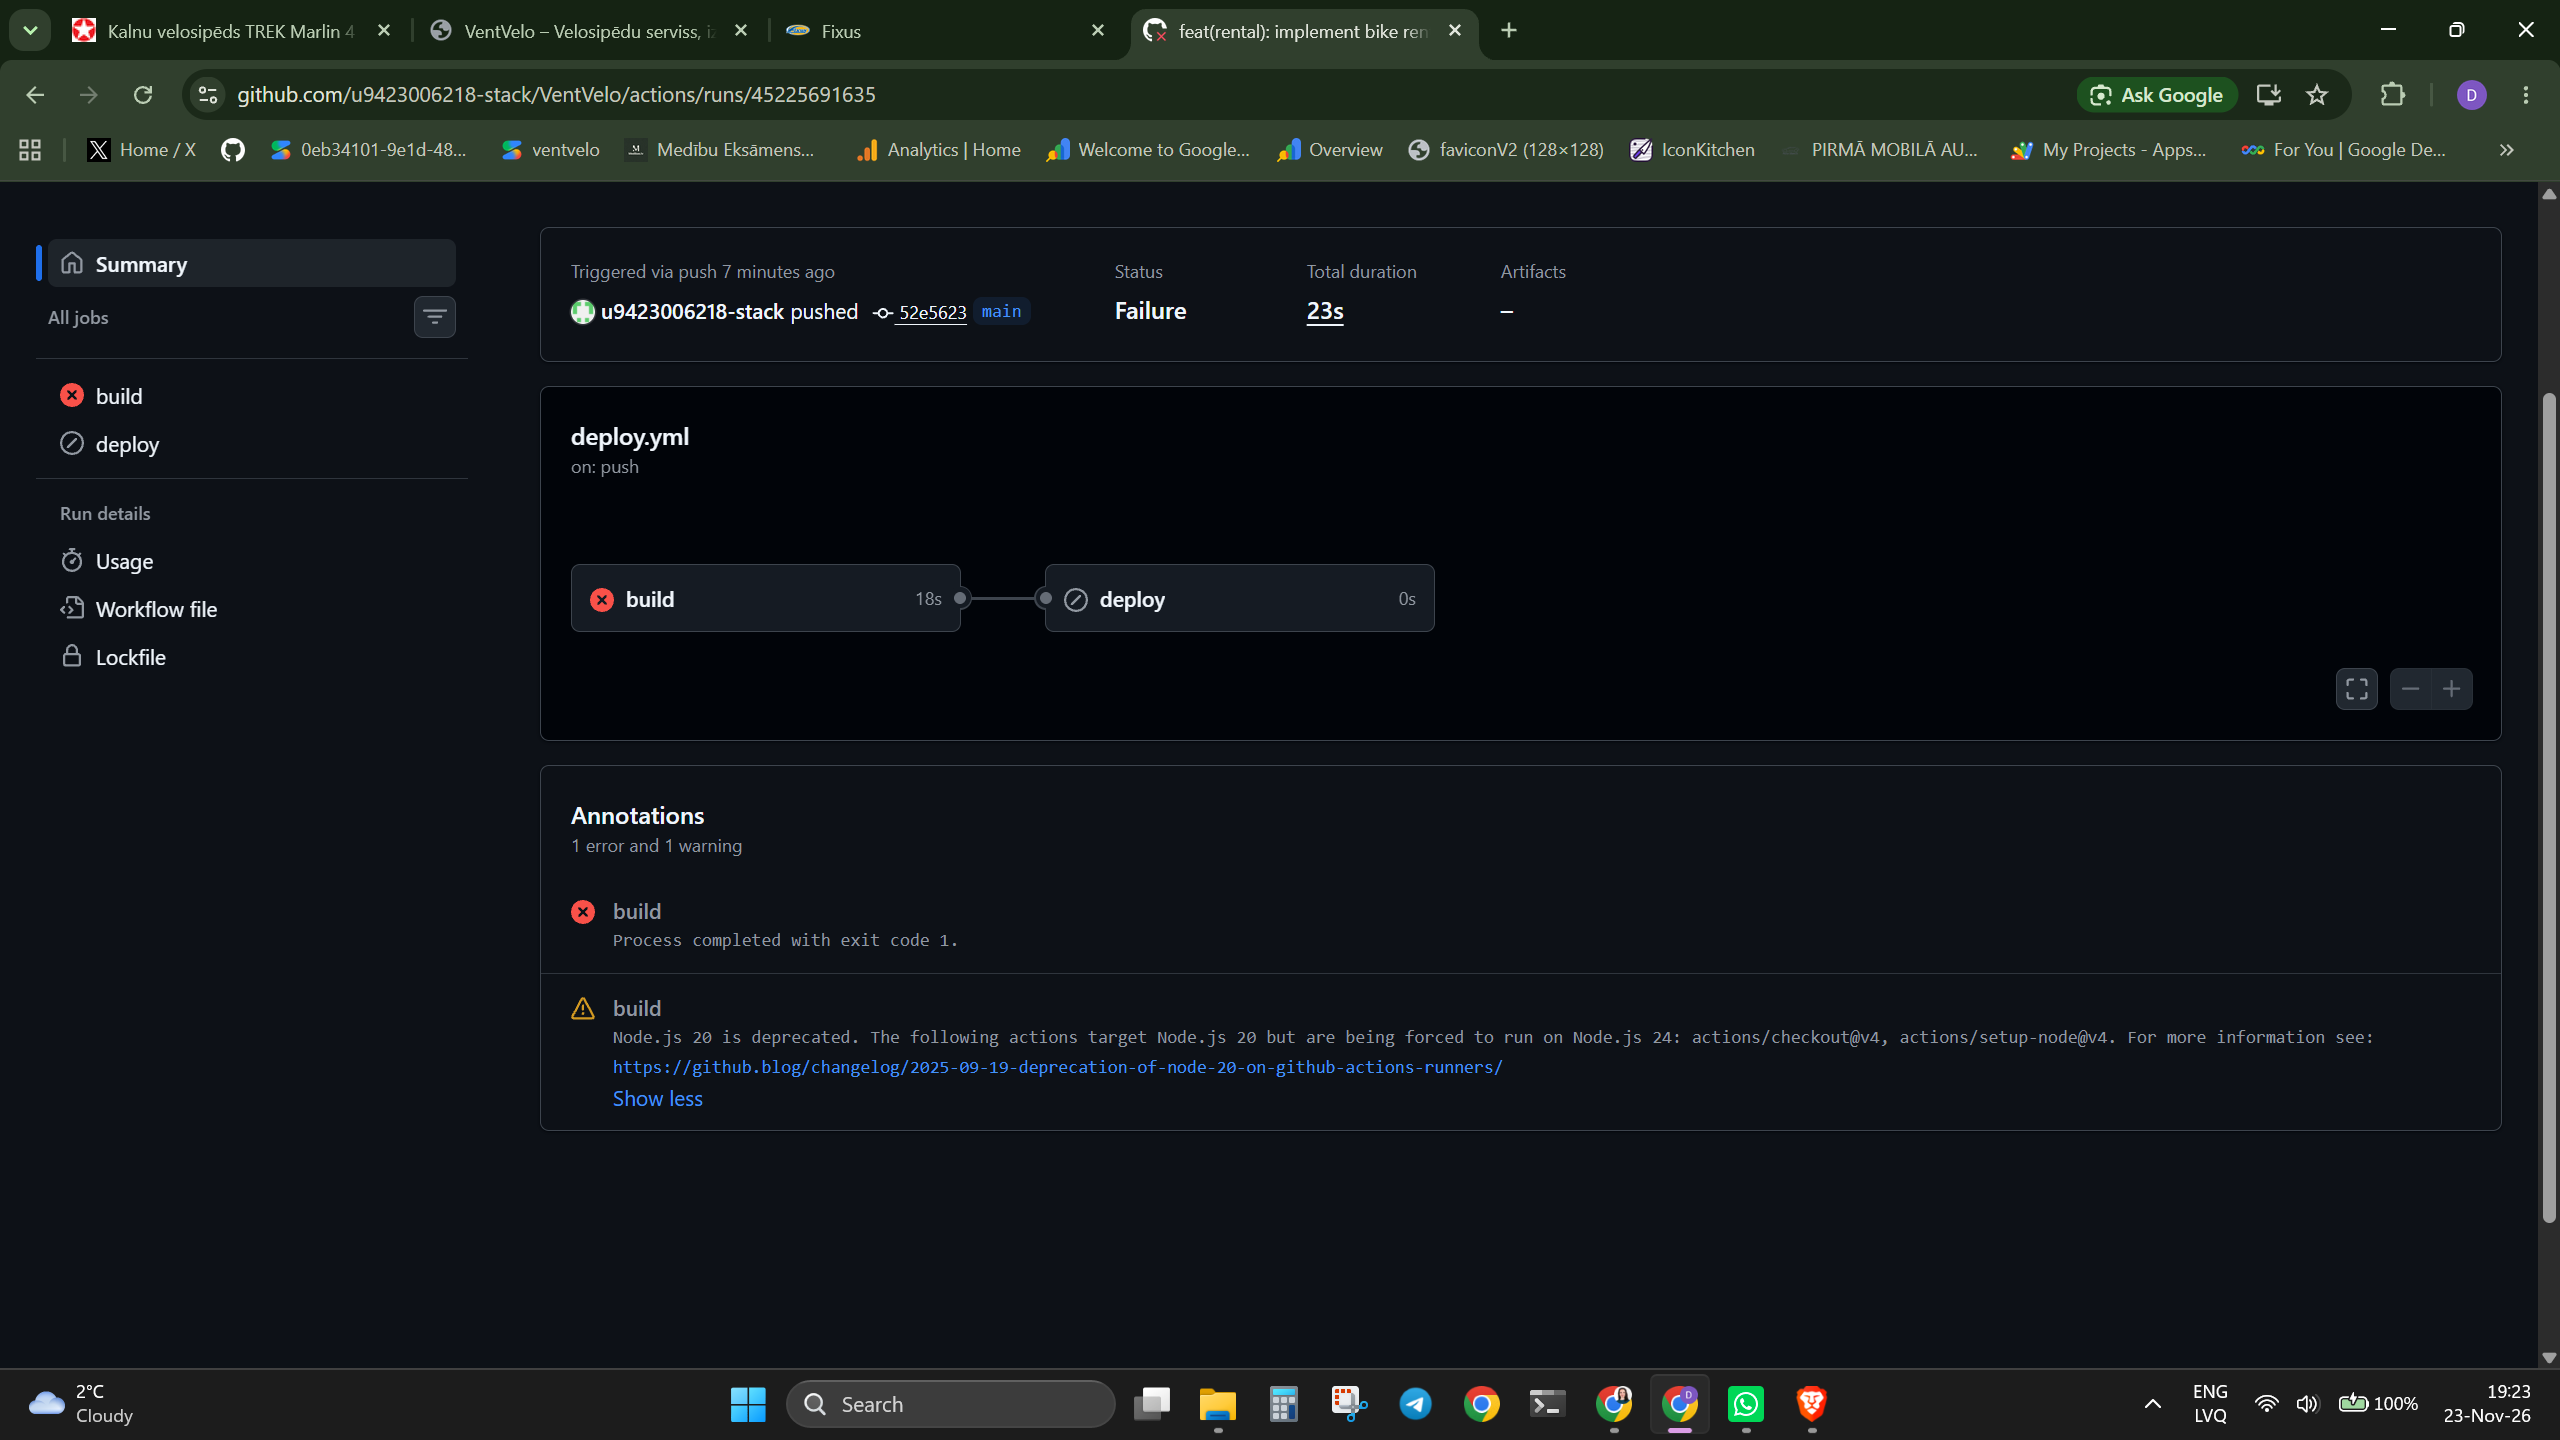 Kalnu velosipēds TREK Marlin 4
VentVelo – Velosipēdu serviss, iz
Fixus
feat(rental): implement bike ren
github.com/u9423006218-stack/VentVelo/actions/runs/45225691635
Ask Google
D
Home / X
0eb34101-9e1d-48...
ventvelo
Medību Eksāmens...
Analytics | Home
Welcome to Google...
Overview
faviconV2 (128×128)
IconKitchen
PIRMĀ MOBILĀ AU...
My Projects - Apps...
For You | Google De...
Summary
All jobs
build
deploy
Run details
Usage
Workflow file
Lockfile
Triggered via push 7 minutes ago
u9423006218-stack pushed 52e5623 main
Status
Failure
Total duration
23s
Artifacts
–
deploy.yml
on: push
build 18s
deploy 0s
Annotations
1 error and 1 warning
build
Process completed with exit code 1.
build
Node.js 20 is deprecated. The following actions target Node.js 20 but are being forced to run on Node.js 24: actions/checkout@v4, actions/setup-node@v4. For more information see:
https://github.blog/changelog/2025-09-19-deprecation-of-node-20-on-github-actions-runners/
Show less
2°C
Cloudy
Search
ENG
LVQ
100%
19:23
23-Nov-26